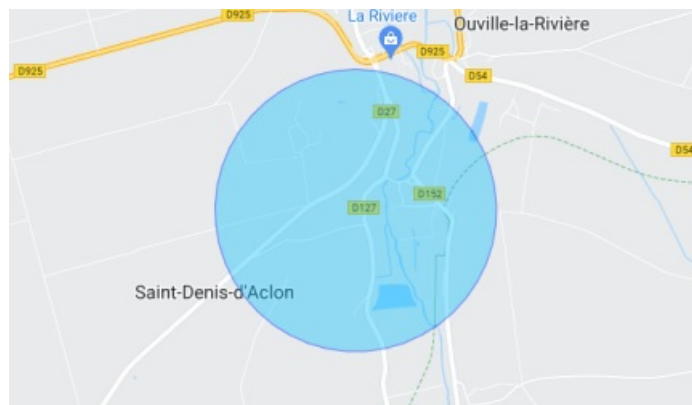 D925
La Riviere
Ouville-la-Rivière
D925
D925
D54
D27
D54
D127
D152
Saint-Denis-d'Aclon